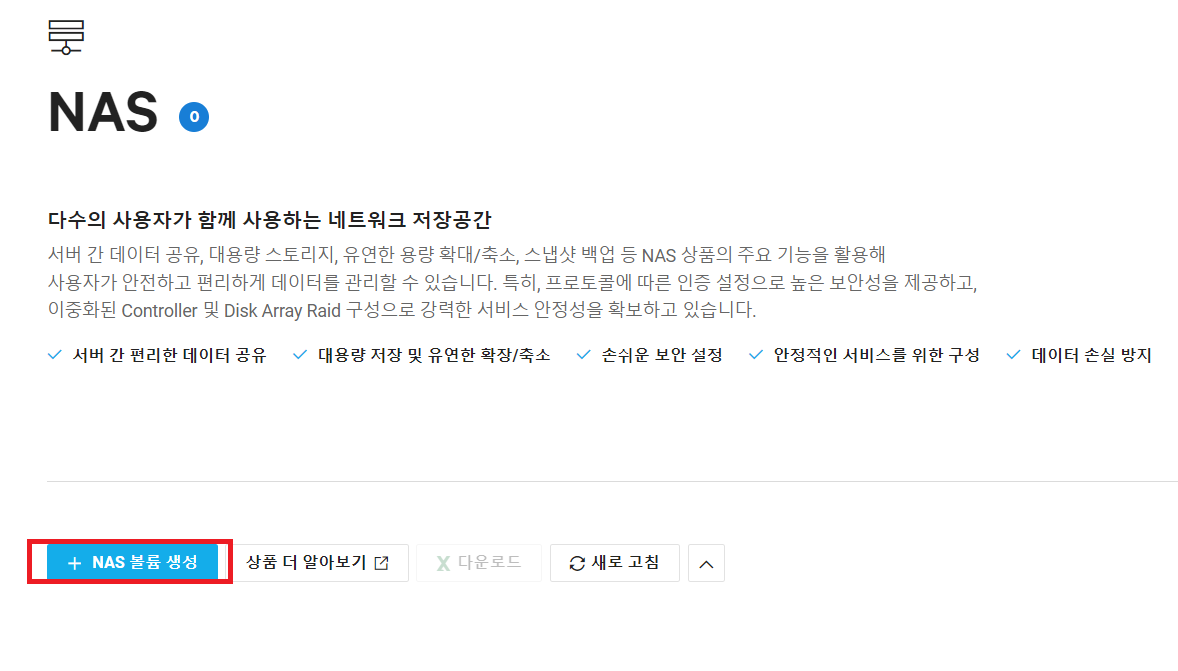 NAS 0
다수의 사용자가 함께 사용하는 네트워크 저장공간
서버 간 데이터 공유, 대용량 스토리지, 유연한 용량 확대/축소, 스냅샷 백업 등 NAS 상품의 주요 기능을 활용해
사용자가 안전하고 편리하게 데이터를 관리할 수 있습니다. 특히, 프로토콜에 따른 인증 설정으로 높은 보안성을 제공하고,
이중화된 Controller 및 Disk Array Raid 구성으로 강력한 서비스 안정성을 확보하고 있습니다.
서버 간 편리한 데이터 공유 대용량 저장 및 유연한 확장/축소 손쉬운 보안 설정 안정적인 서비스를 위한 구성 데이터 손실 방지
+ NAS 볼륨 생성 상품 더 알아보기 X 다운로드 새로 고침